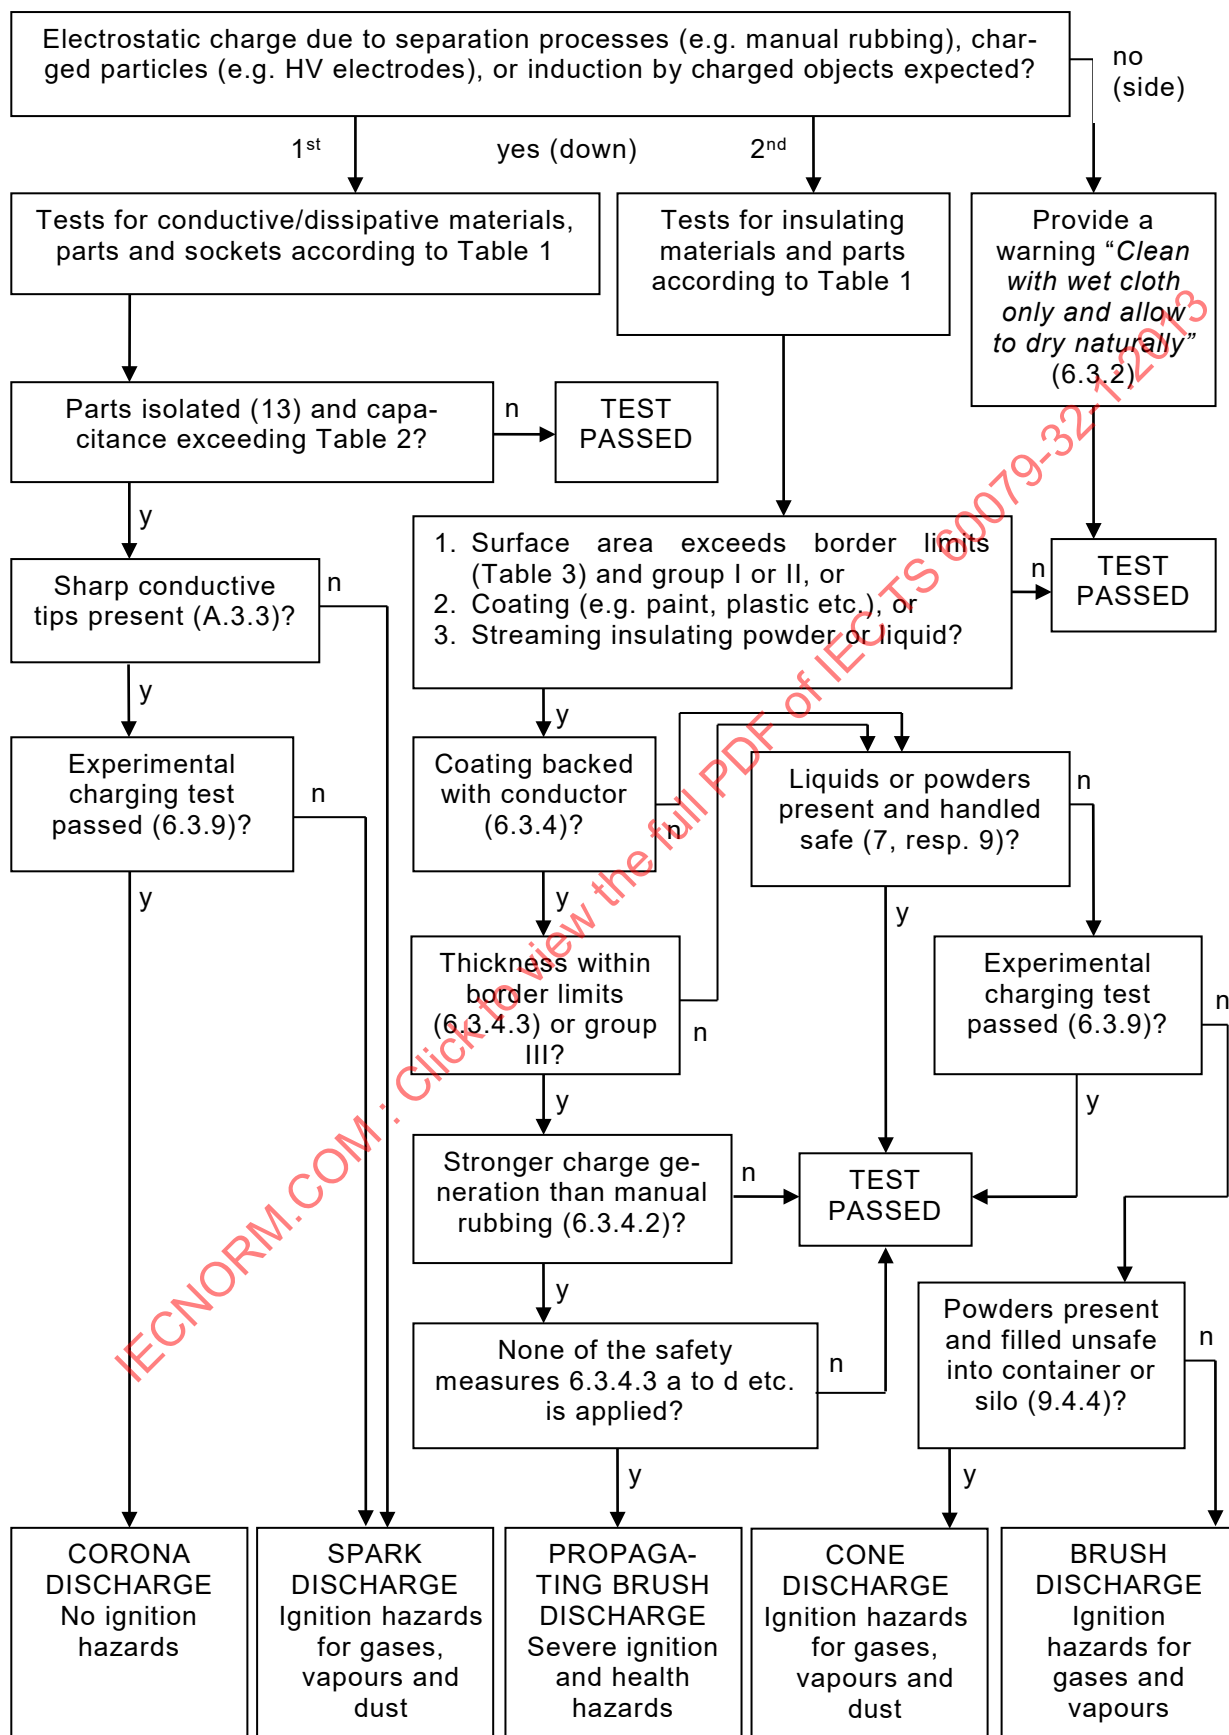 Electrostatic charge due to separation processes (e.g. manual rubbing), char-
ged particles (e.g. HV electrodes), or induction by charged objects expected?
no
(side)
1st
yes (down)
2nd
Tests for conductive/dissipative materials,
parts and sockets according to Table 1
Tests for insulating
materials and parts
according to Table 1
Provide a
warning “Clean
with wet cloth
only and allow
to dry naturally”
(6.3.2)
Parts isolated (13) and capa-
citance exceeding Table 2?
n
TEST
PASSED
y
Sharp conductive
tips present (A.3.3)?
n
1. Surface area exceeds border limits
(Table 3) and group I or II, or
2. Coating (e.g. paint, plastic etc.), or
3. Streaming insulating powder or liquid?
n
TEST
PASSED
y
y
Experimental
charging test
passed (6.3.9)?
n
Coating backed
with conductor
(6.3.4)?
n
Liquids or powders
present and handled
safe (7, resp. 9)?
n
y
y
y
Thickness within
border limits
(6.3.4.3) or group
III?
n
Experimental
charging test
passed (6.3.9)?
n
y
y
Stronger charge ge-
neration than manual
rubbing (6.3.4.2)?
n
TEST
PASSED
y
None of the safety
measures 6.3.4.3 a to d etc.
is applied?
n
Powders present
and filled unsafe
into container or
silo (9.4.4)?
n
y
y
CORONA
DISCHARGE
No ignition
hazards
SPARK
DISCHARGE
Ignition hazards
for gases,
vapours and
dust
PROPAGA-
TING BRUSH
DISCHARGE
Severe ignition
and health
hazards
CONE
DISCHARGE
Ignition hazards
for gases,
vapours and
dust
BRUSH
DISCHARGE
Ignition
hazards for
gases and
vapours
IECNORM.COM : Click to view the full PDF of IEC TS 60079-32-1:2013